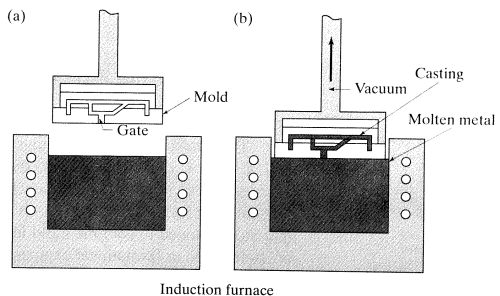 (a)
Mold
Gate
(b)
Casting
Vacuum
Molten metal
Induction furnace